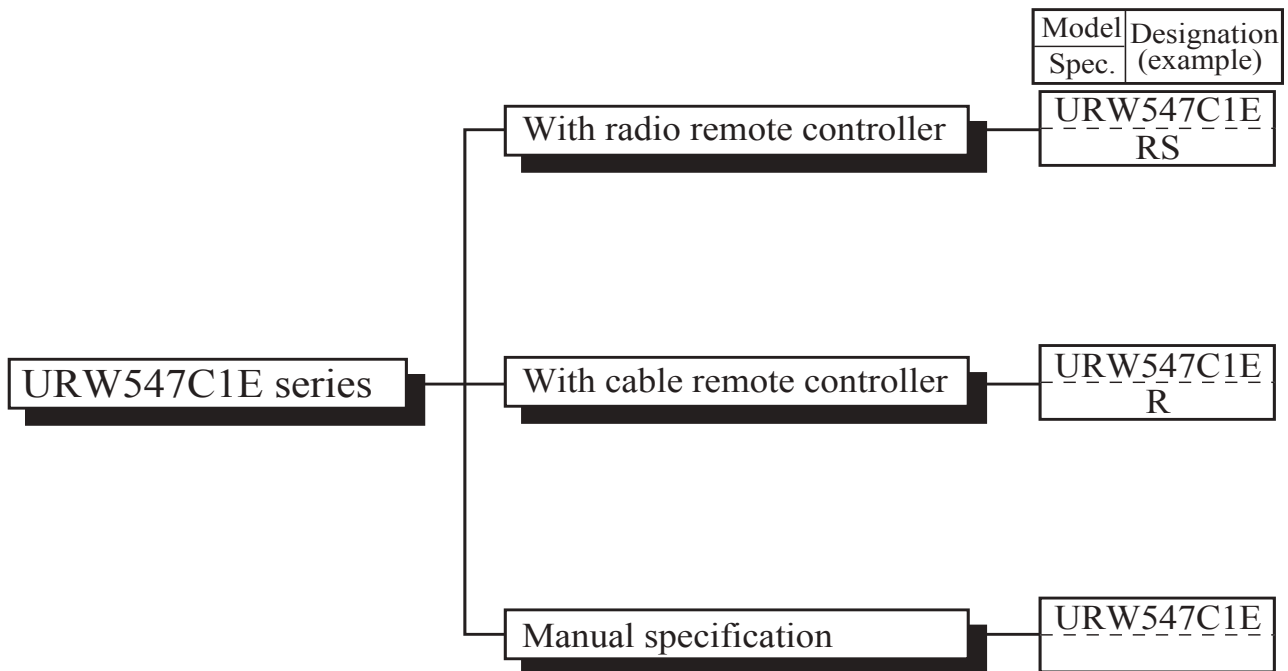 Model
Spec.
Designation
(example)
With radio remote controller
URW547C1E
RS
URW547C1E series
With cable remote controller
URW547C1E
R
Manual specification
URW547C1E